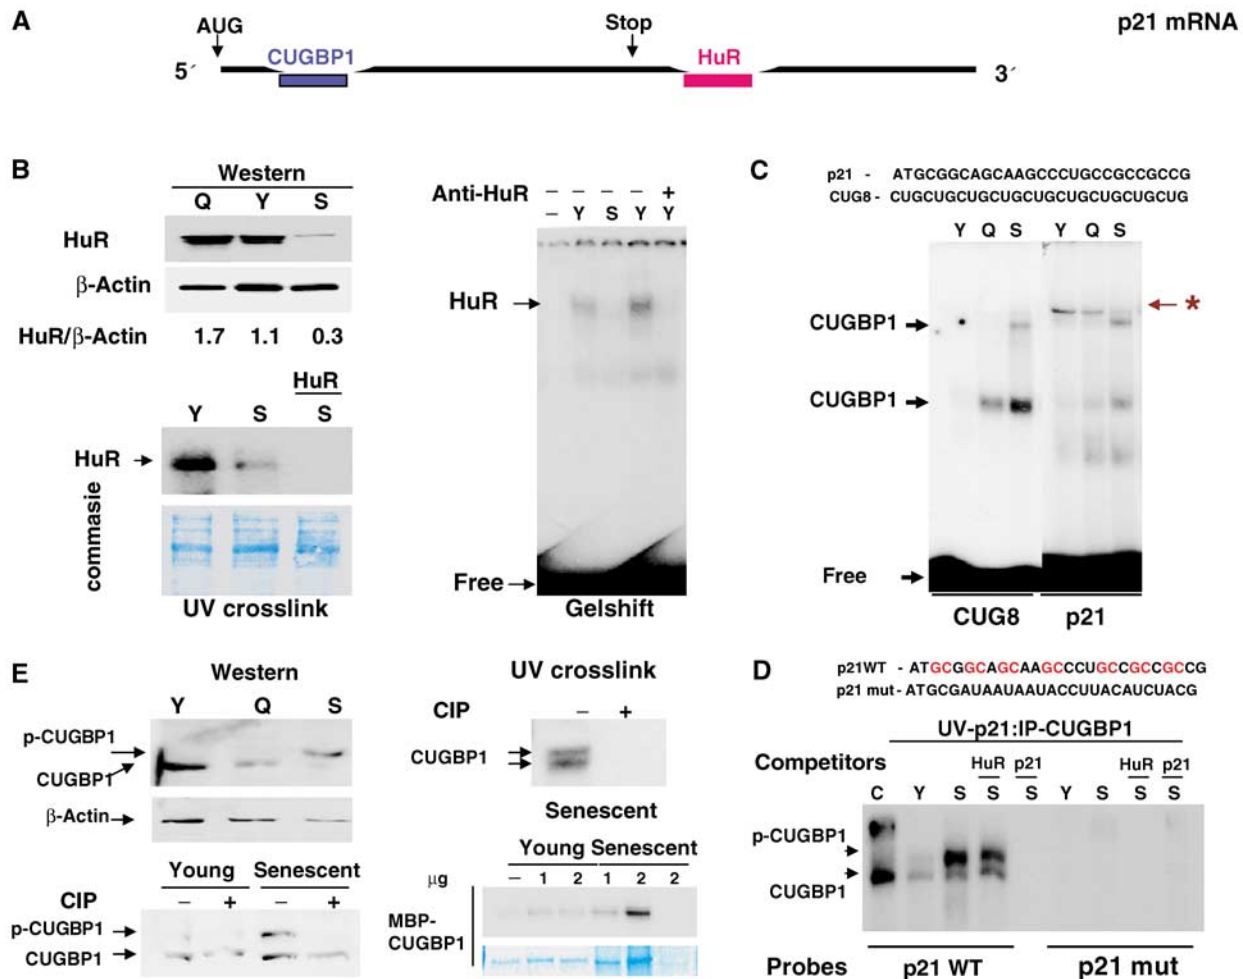 A
AUG
Stop
p21 mRNA
CUGBP1
HuR
5´
3´
B
Western
Q Y S
HuR
β-Actin
HuR/β-Actin 1.7 1.1 0.3
HuR
Y S S
HuR
commasie
UV crosslink
Anti-HuR – – – – +
– Y S Y Y
HuR
Free
Gelshift
C
p21 - ATGCGGCAGCAAGCCCUGCCGCCGCCG
CUG8 - CUGCUGCUGCUGCUGCUGCUGCUG
Y Q S Y Q S
*
CUGBP1
CUGBP1
Free
CUG8 p21
E
Western
Y Q S
p-CUGBP1
CUGBP1
β-Actin
Young Senescent
CIP – + – +
p-CUGBP1
CUGBP1
UV crosslink
CIP – +
CUGBP1
Senescent
Young Senescent
μg – 1 2 1 2 2
MBP-
CUGBP1
D
p21WT - ATGCGGCAGCAAGCCCUGCCGCCGCCG
p21 mut - ATGCGAUAAUAAUACCUUACAUCUACG
UV-p21:IP-CUGBP1
Competitors HuR p21 HuR p21
C Y S S S Y S S S
p-CUGBP1
CUGBP1
Probes p21 WT p21 mut